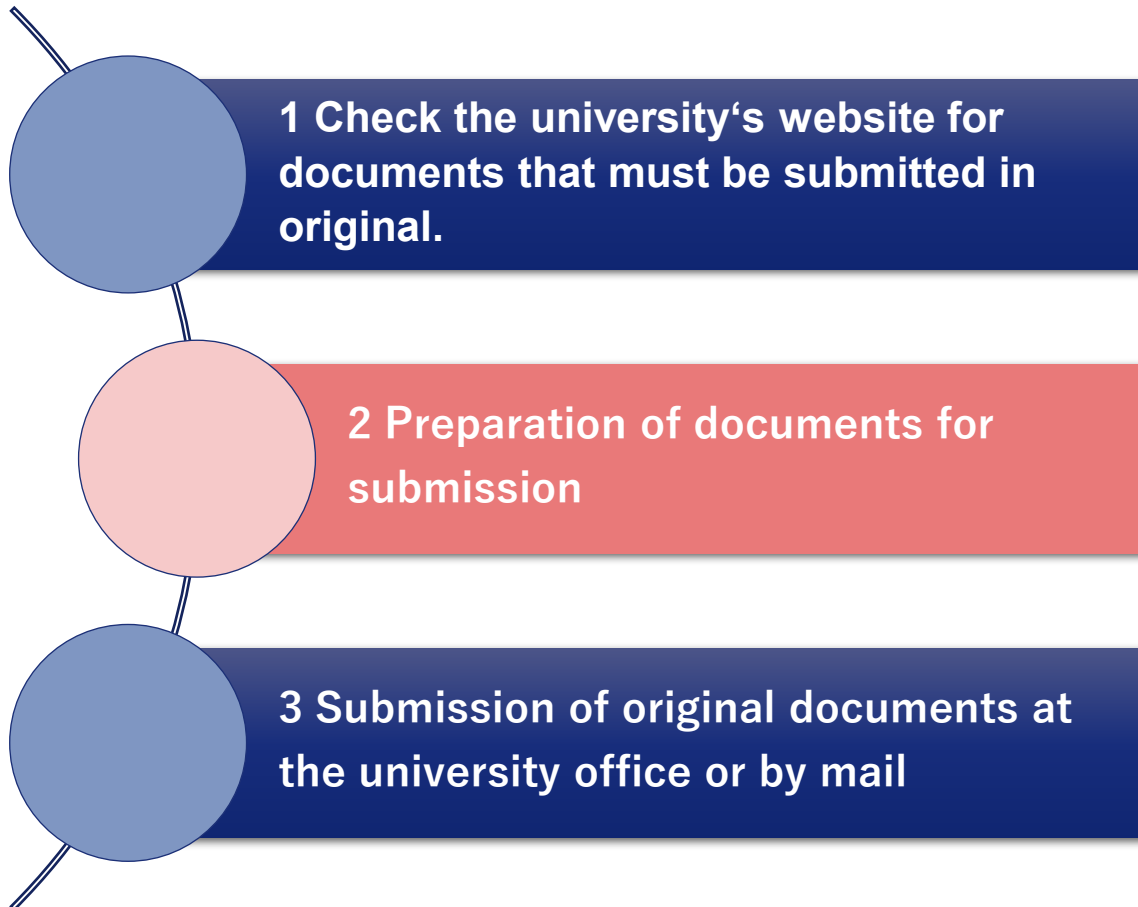 1 Check the university‘s website for
documents that must be submitted in
original.
2 Preparation of documents for
submission
3 Submission of original documents at
the university office or by mail